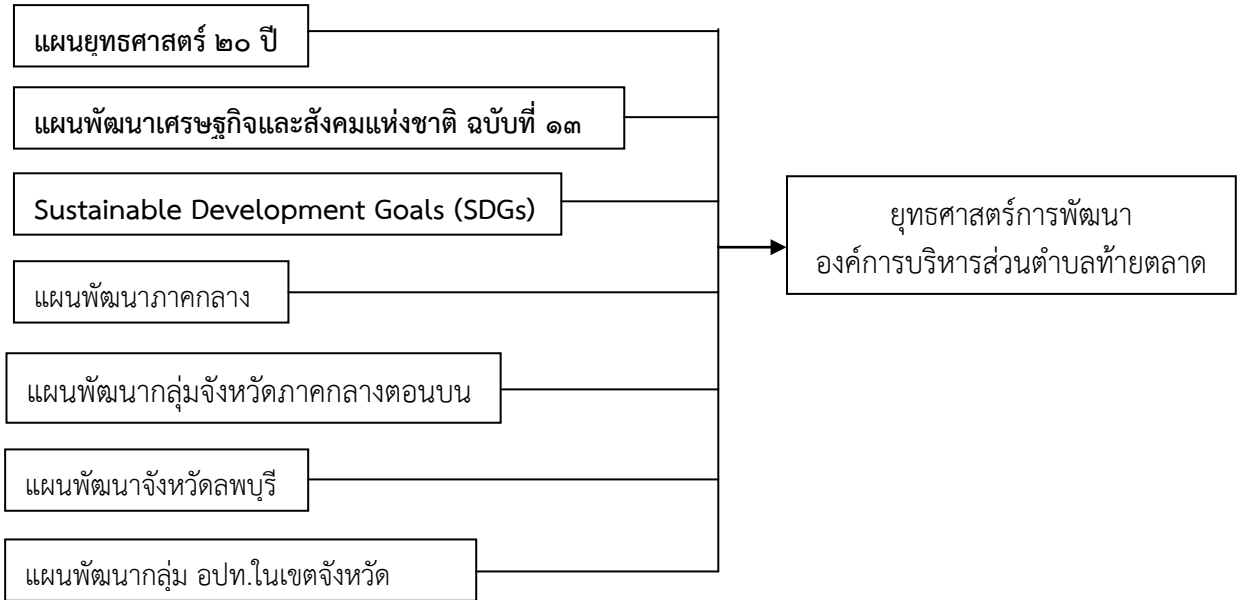 แผนยุทธศาสตร์ ๒๐ ปี
แผนพัฒนาเศรษฐกิจและสังคมแห่งชาติ ฉบับที่ ๑๓
Sustainable Development Goals (SDGs)
ยุทธศาสตร์การพัฒนา
องค์การบริหารส่วนตำบลท้ายตลาด
แผนพัฒนาภาคกลาง
แผนพัฒนากลุ่มจังหวัดภาคกลางตอนบน
แผนพัฒนาจังหวัดลพบุรี
แผนพัฒนากลุ่ม อปท.ในเขตจังหวัด